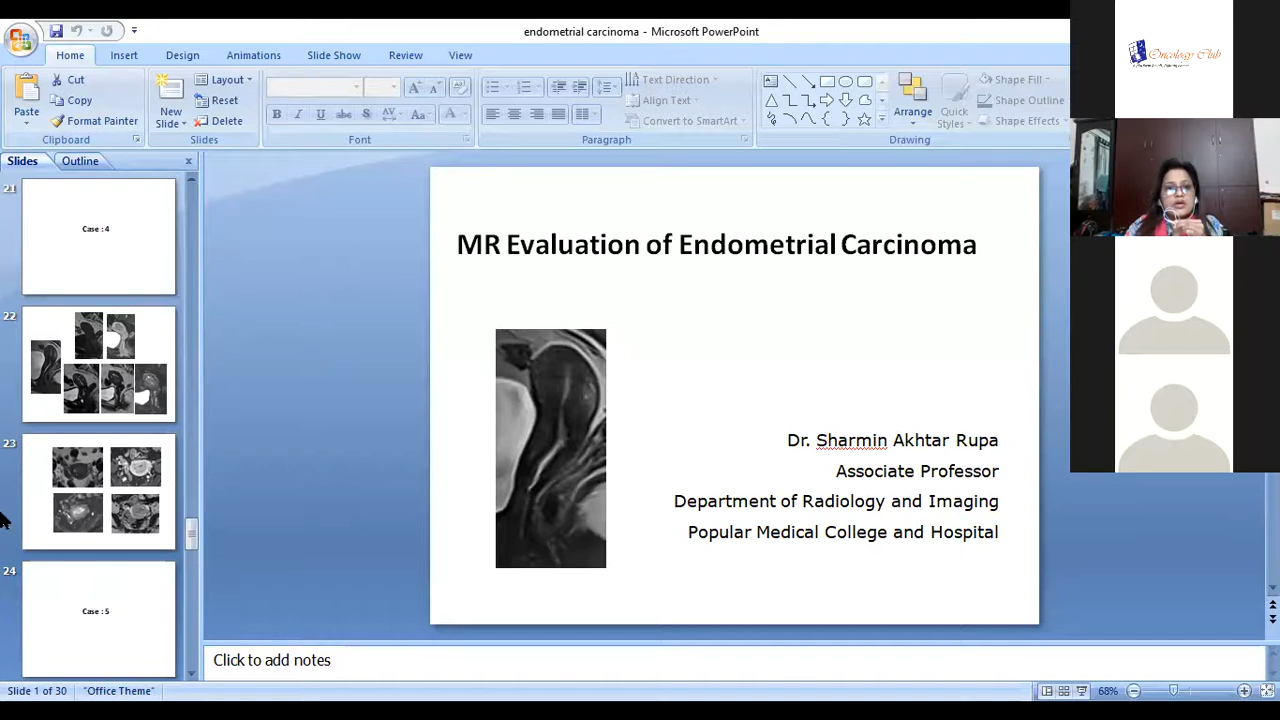 endometrial carcinoma - Microsoft PowerPoint
Home Insert Design Animations Slide Show Review View
Paste
Cut
Copy
Format Painter
Clipboard
New Slide
Layout
Reset
Delete
Slides
B I U abc S AV Aa A
Font
Text Direction
Align Text
Convert to SmartArt
Paragraph
Arrange
Quick Styles
Shape Fill
Shape Outline
Shape Effects
Drawing
Oncology Club
Slides Outline
21
Case : 4
22
23
24
Case : 5
MR Evaluation of Endometrial Carcinoma
Dr. Sharmin Akhtar Rupa
Associate Professor
Department of Radiology and Imaging
Popular Medical College and Hospital
Click to add notes
Slide 1 of 30 "Office Theme" 68%